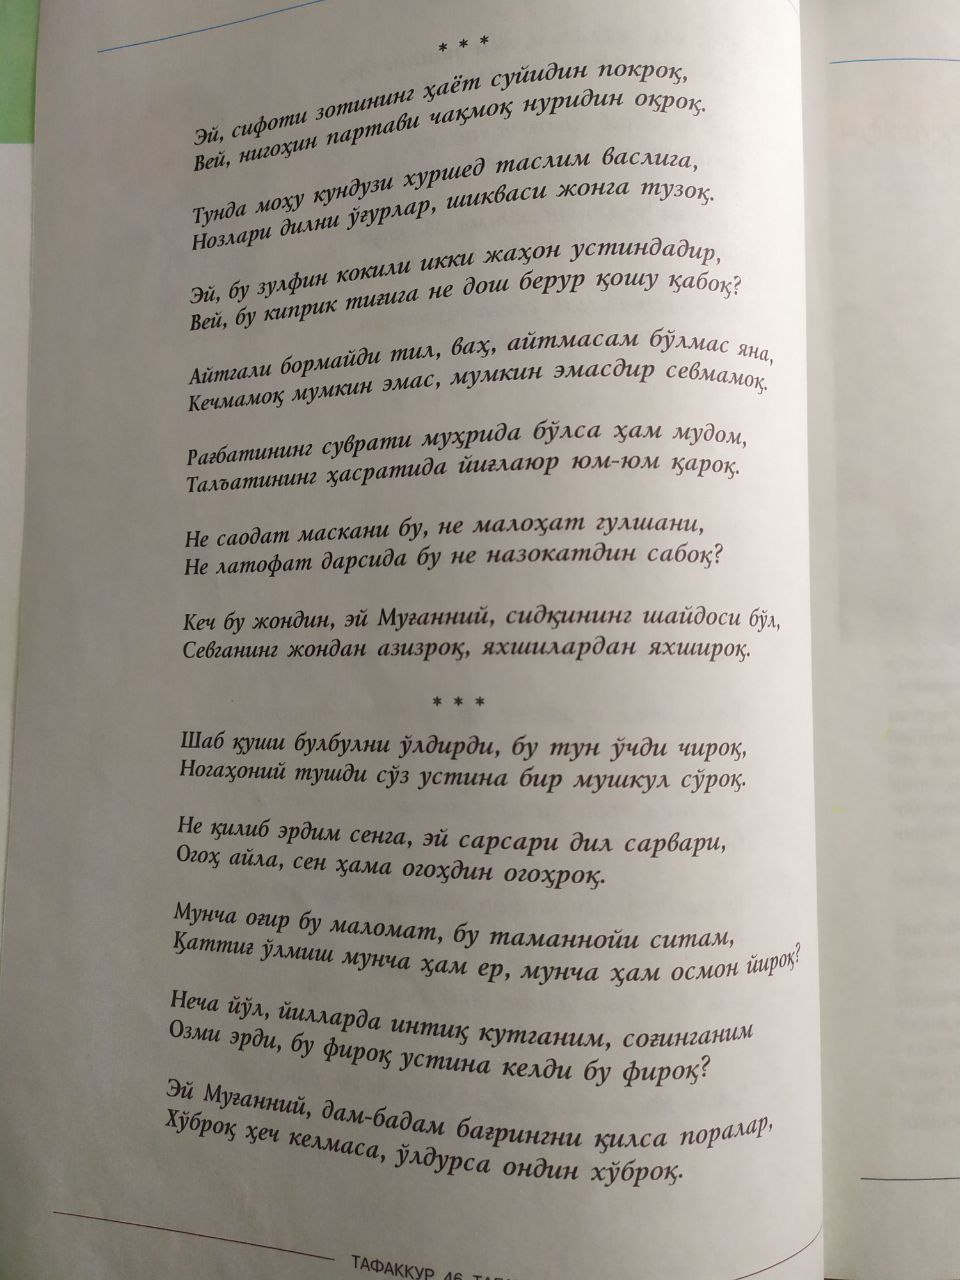 * * *
Эй, сифоти зотининг ҳаёт суйидин покроқ,
Вей, нигоҳин партави чақмоқ нуридин оқроқ.
Тунда моҳу кундузи хуршед таслим васлига,
Нозлари дилни ўғурлар, шикваси жонга тузоқ.
Эй, бу зулфин кокили икки жаҳон устиндадир,
Вей, бу киприк тиғига не дош берур қошу қабоқ?
Айтгали бормайди тил, ваҳ, айтмасам бўлмас яна,
Кечмамоқ мумкин эмас, мумкин эмасдир севмамоқ.
Рағбатининг суврати муҳрида бўлса ҳам мудом,
Талъатининг ҳасратида йиғлаюр юм-юм қароқ.
Не саодат маскани бу, не малоҳат гулшани,
Не латофат дарсида бу не назокатдин сабоқ?
Кеч бу жондин, эй Муғанний, сидқининг шайдоси бўл,
Севганинг жондан азизроқ, яхшилардан яхшироқ.
* * *
Шаб қуши булбулни ўлдирди, бу тун ўчди чироқ,
Ногаҳоний тушди сўз устина бир мушкул сўроқ.
Не қилиб эрдим сенга, эй сарсари дил сарвари,
Огоҳ айла, сен ҳама огоҳдин огоҳроқ.
Мунча оғир бу маломат, бу таманнойи ситам,
Қаттиғ ўлмиш мунча ҳам ер, мунча ҳам осмон йироқ?
Неча йўл, йилларда интиқ кутганим, соғинганим
Озми эрди, бу фироқ устина келди бу фироқ?
Эй Муғанний, дам-бадам бағрингни қилса поралар,
Хўброқ ҳеч келмаса, ўлдурса ондин хўброқ.
ТАФАККУР 46